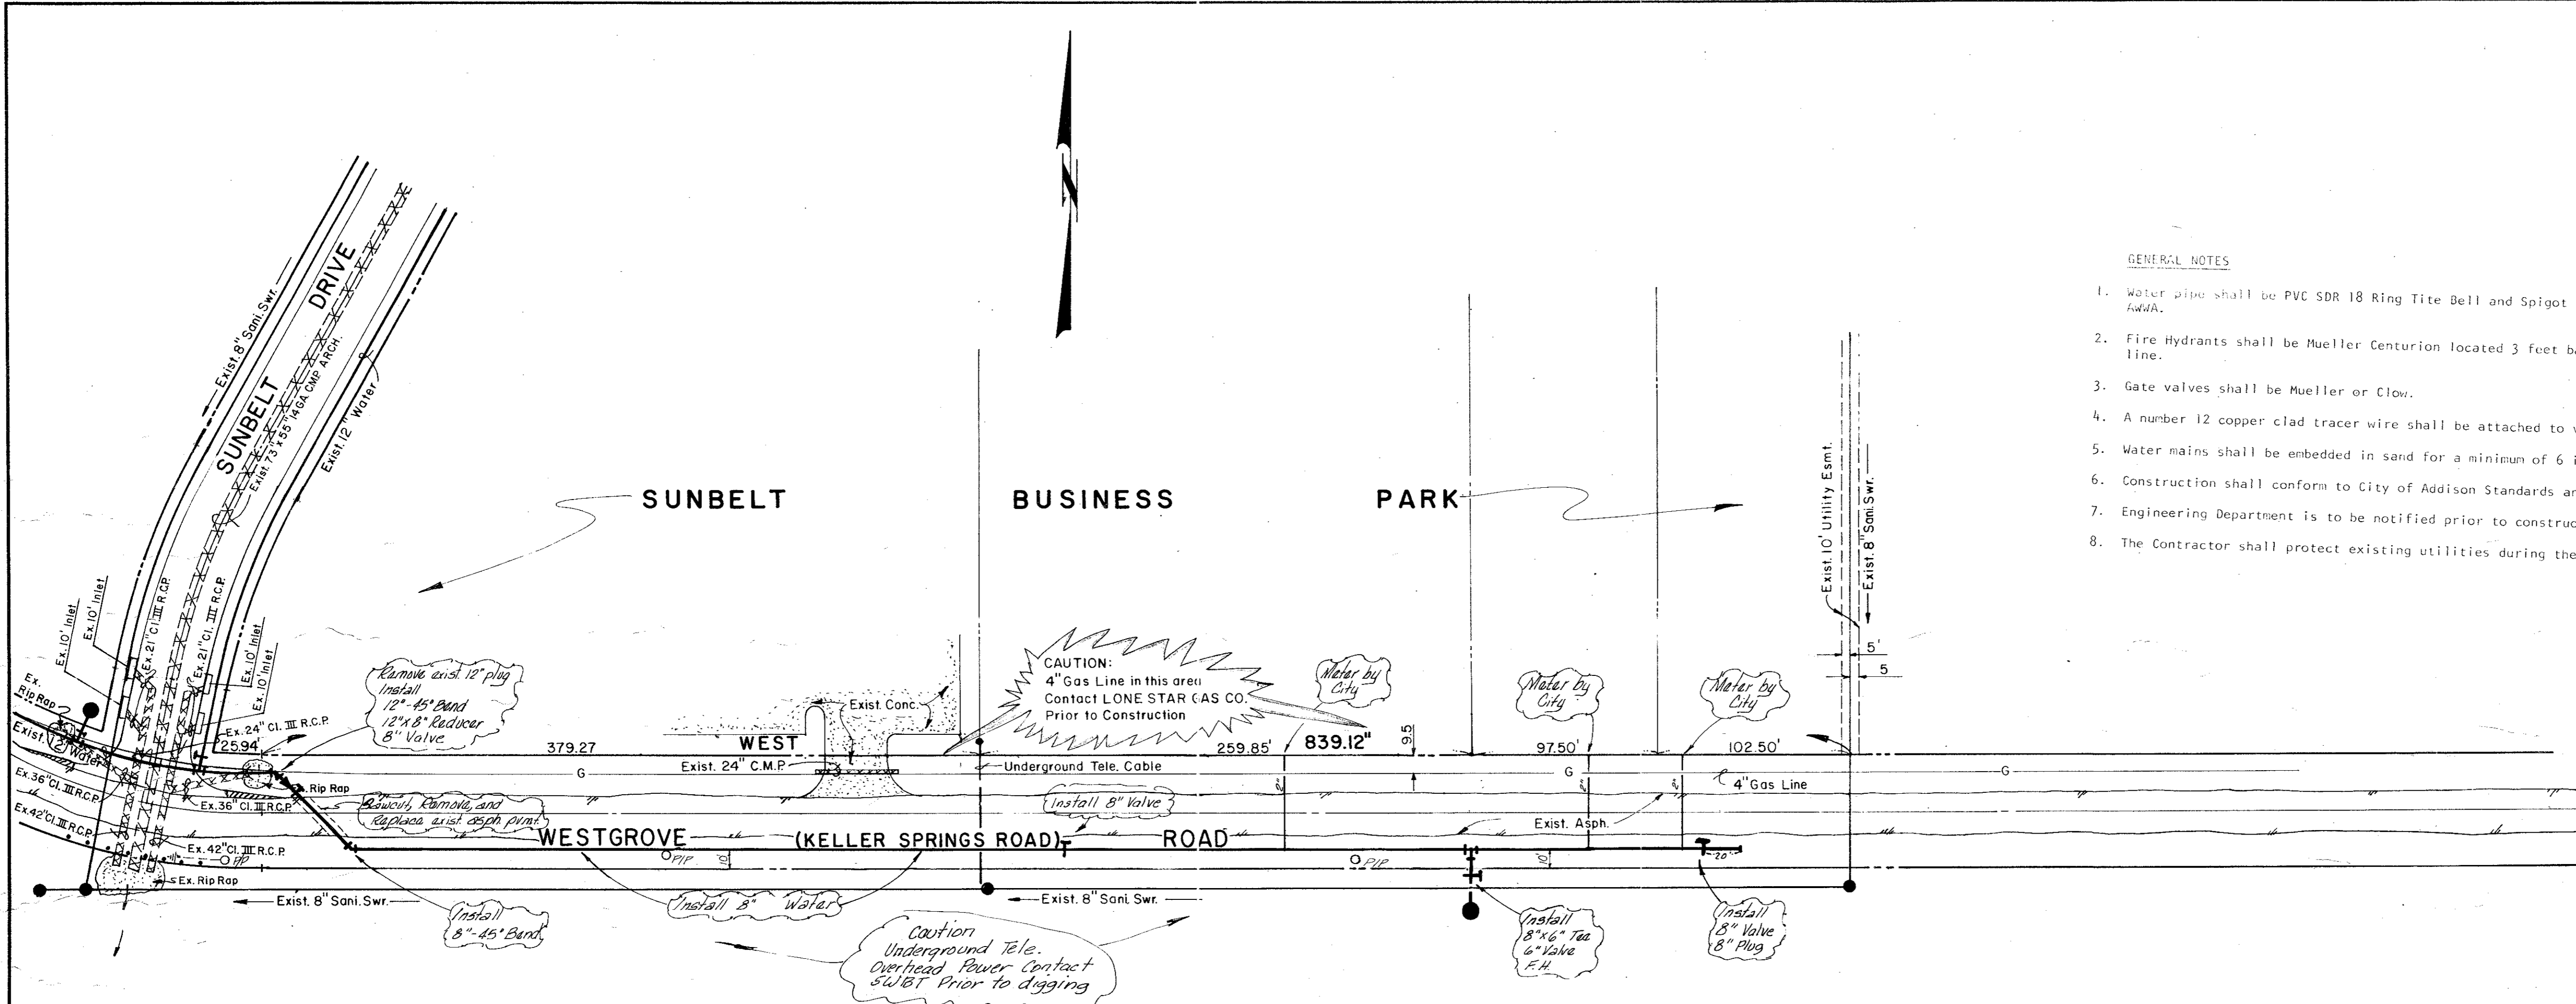 N
GENERAL NOTES
1. Water pipe shall be PVC SDR 18 Ring Tite Bell and Spigot
AWWA.
2. Fire Hydrants shall be Mueller Centurion located 3 feet b
line.
3. Gate valves shall be Mueller or Clow.
4. A number 12 copper clad tracer wire shall be attached to
5. Water mains shall be embedded in sand for a minimum of 6
6. Construction shall conform to City of Addison Standards
7. Engineering Department is to be notified prior to construc
8. The Contractor shall protect existing utilities during the
Exist. 8" Sani. Swr.
SUNBELT DRIVE
Exist. 73"x55" 14GA CMP ARCH.
Exist. 12" Water
SUNBELT BUSINESS PARK
Exist. 10' Utility Esmt.
Exist. 8" Sani. Swr.
5'
5
Ex. 10' Inlet
Ex. 10' Inlet
Ex. 21" Cl. III R.C.P.
Ex. 21" Cl. III R.C.P.
Ex. 10' Inlet
Ex. 10' Inlet
Ex.
Rip Rap
Exist. 12" Water
Ex. 24" Cl. III R.C.P.
25.94'
Remove exist. 12" plug
Install
12"-45° Bend
12"x8" Reducer
8" Valve
379.27
WEST
Exist. Conc.
CAUTION:
4" Gas Line in this area
Contact LONE STAR GAS CO.
Prior to Construction
Meter by
City
Meter by
City
Meter by
City
259.85'
839.12"
9.5
97.50'
102.50'
Exist. 24" C.M.P.
Underground Tele. Cable
G
G
G
4" Gas Line
2"
2"
2"
Ex. 36" Cl. III R.C.P.
Ex. 36" Cl. III R.C.P.
Ex. Rip Rap
Sawcut, Remove, and
Replace exist. asph. pvmt.
Install 8" Valve
Exist. Asph.
Ex. 42" Cl. III R.C.P.
Ex. 42" Cl. III R.C.P.
WESTGROVE (KELLER SPRINGS ROAD) ROAD
PP
P/P
10'
P/P
10'
20'
Ex. Rip Rap
Exist. 8" Sani. Swr.
Install
8"-45° Bend
Install 8" Water
Exist. 8" Sani. Swr.
Caution
Underground Tele.
Overhead Power Contact
SWBT Prior to digging
Install
8"x6" Tee
6" Valve
F.H.
Install
8" Valve
8" Plug